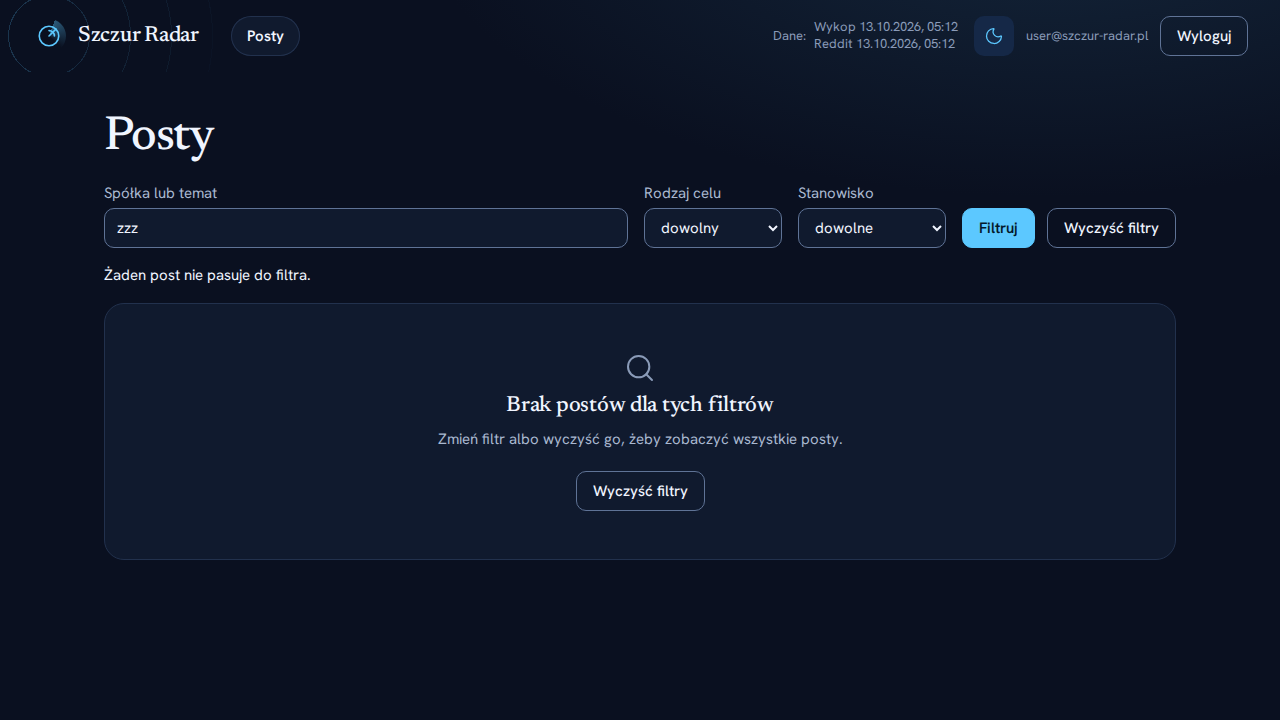 Szczur Radar
Posty
Dane:
Wykop 13.10.2026, 05:12
Reddit 13.10.2026, 05:12
user@szczur-radar.pl
Wyloguj
Posty
Spółka lub temat
Rodzaj celu
Stanowisko
zzz
dowolny
dowolne
Filtruj
Wyczyść filtry
Żaden post nie pasuje do filtra.
Brak postów dla tych filtrów
Zmień filtr albo wyczyść go, żeby zobaczyć wszystkie posty.
Wyczyść filtry